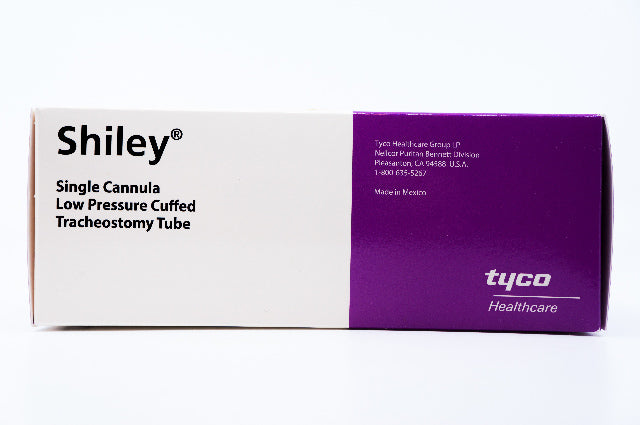 Shiley®
Single Cannula
Low Pressure Cuffed
Tracheostomy Tube
Tyco Healthcare Group LP
Nellcor Puritan Bennett Division
Pleasanton, CA 94588 U.S.A.
1-800-635-5267
Made in Mexico
tyco
Healthcare